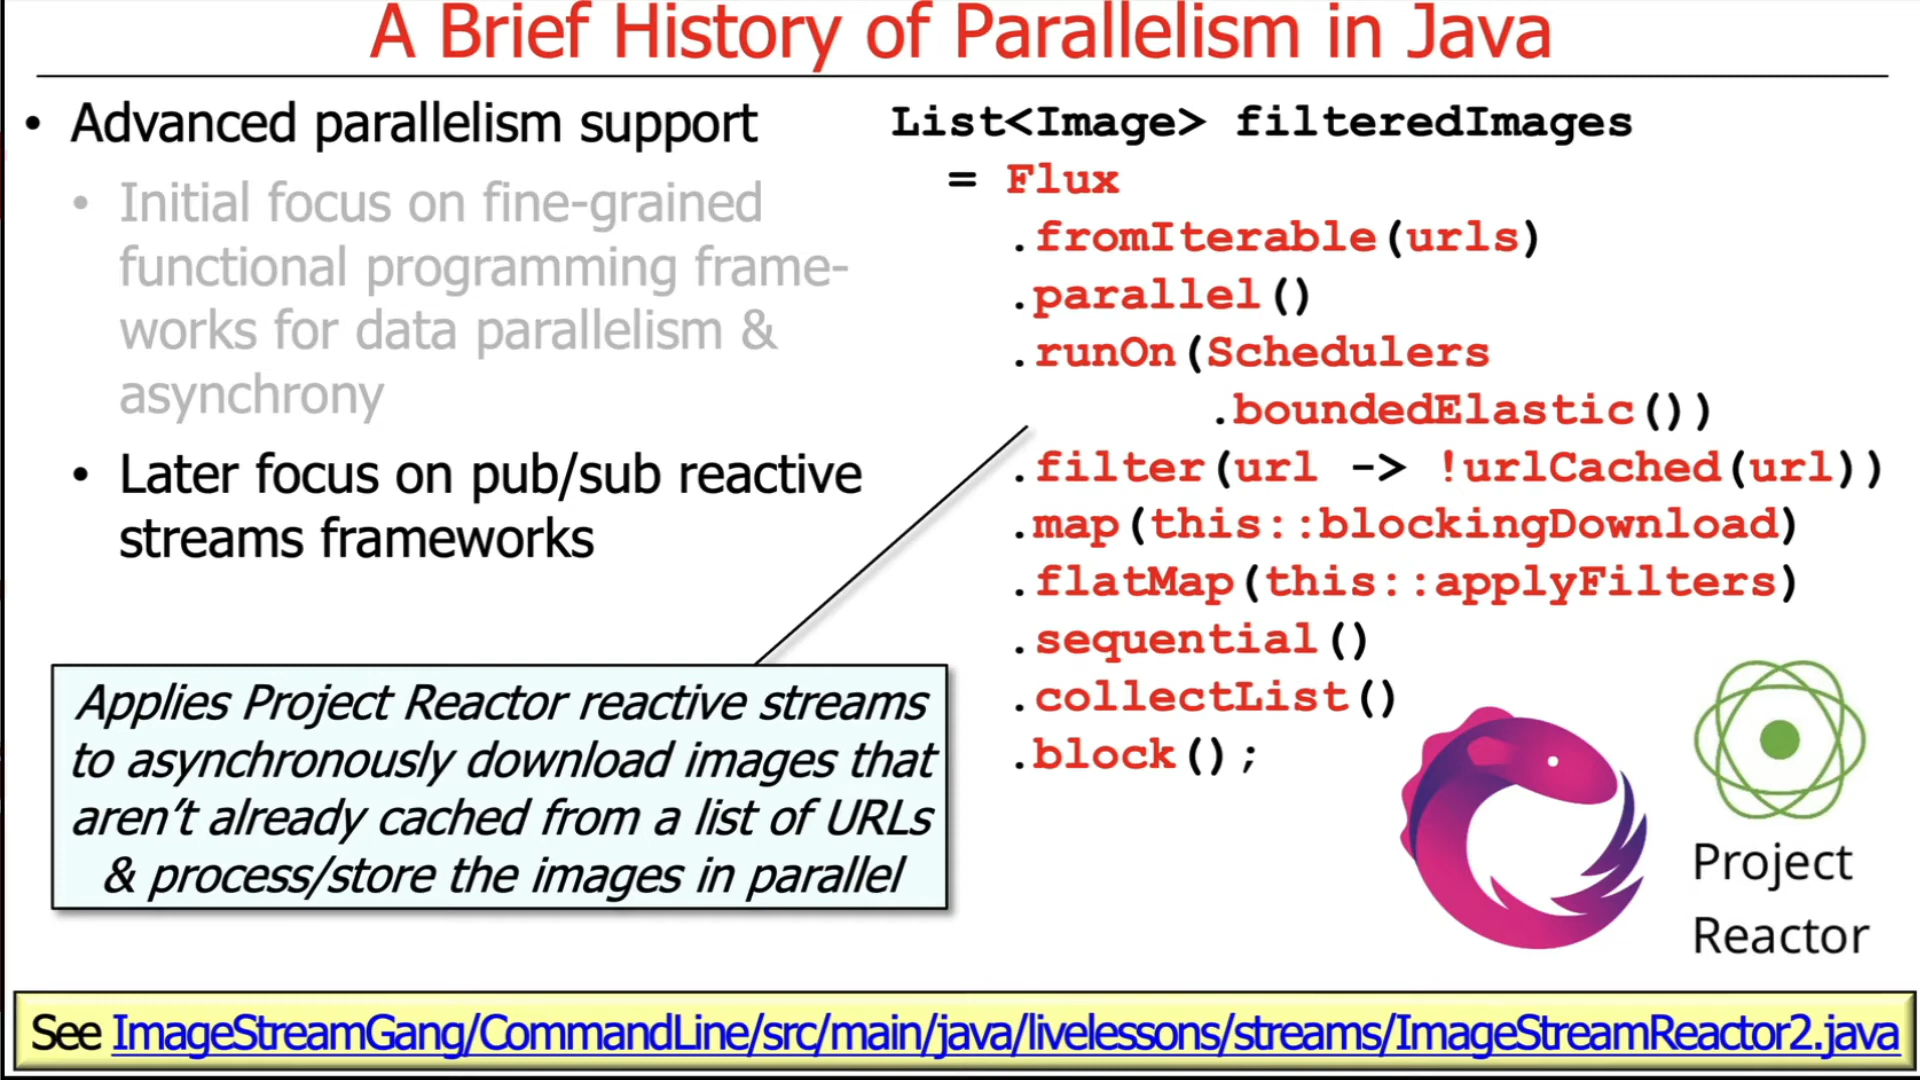 A Brief History of Parallelism in Java
• Advanced parallelism support
• Initial focus on fine-grained
functional programming frame-
works for data parallelism &
asynchrony
• Later focus on pub/sub reactive
streams frameworks
List<Image> filteredImages
= Flux
.fromIterable(urls)
.parallel()
.runOn(Schedulers
.boundedElastic())
.filter(url -> !urlCached(url))
.map(this::blockingDownload)
.flatMap(this::applyFilters)
.sequential()
.collectList()
.block();
Applies Project Reactor reactive streams
to asynchronously download images that
aren’t already cached from a list of URLs
& process/store the images in parallel
Project
Reactor
See ImageStreamGang/CommandLine/src/main/java/livelessons/streams/ImageStreamReactor2.java